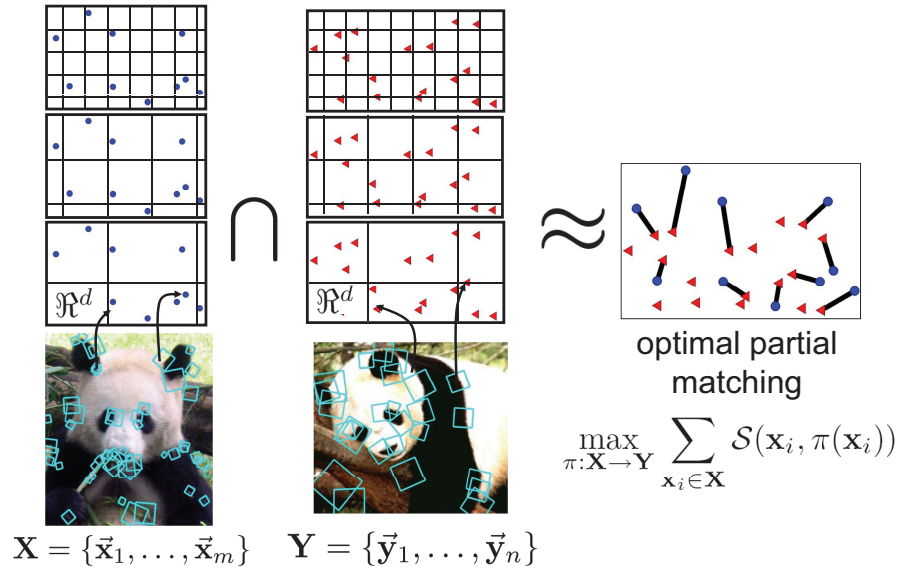 ∩
≈
ℜ^d
ℜ^d
optimal partial
matching
max_{π:X→Y} ∑_{x_i∈X} S(x_i, π(x_i))
X = {x⃗_1, . . . , x⃗_m}
Y = {y⃗_1, . . . , y⃗_n}